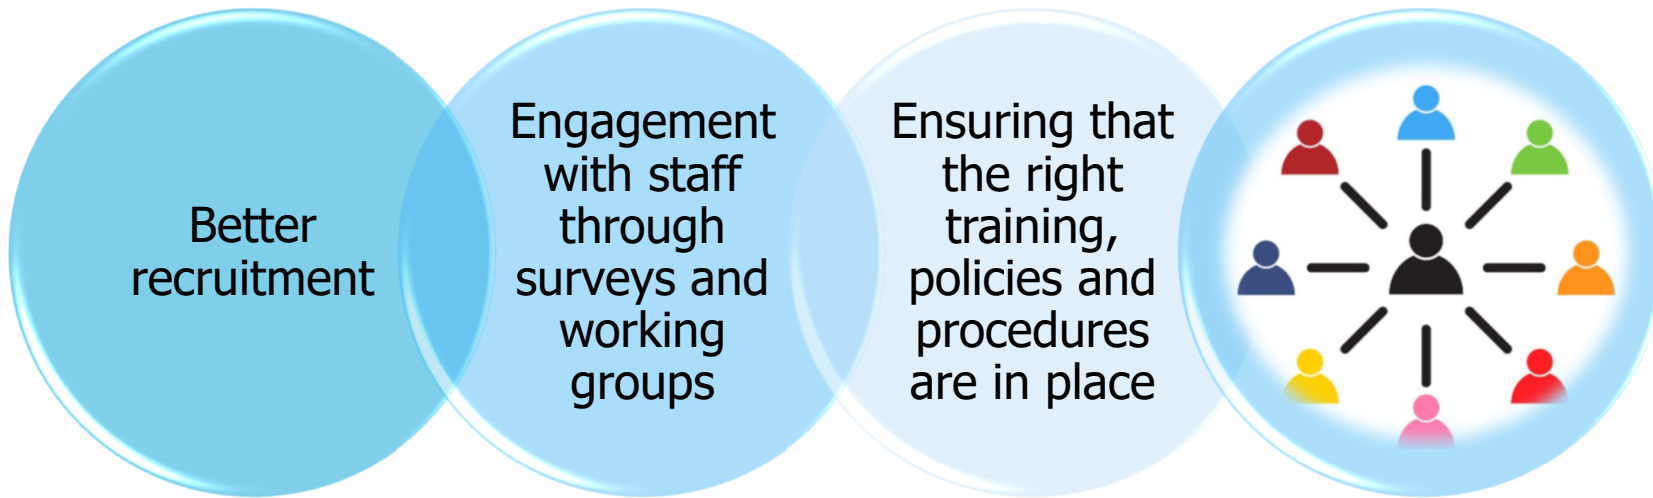 Better
recruitment
Engagement
with staff
through
surveys and
working
groups
Ensuring that
the right
training,
policies and
procedures
are in place